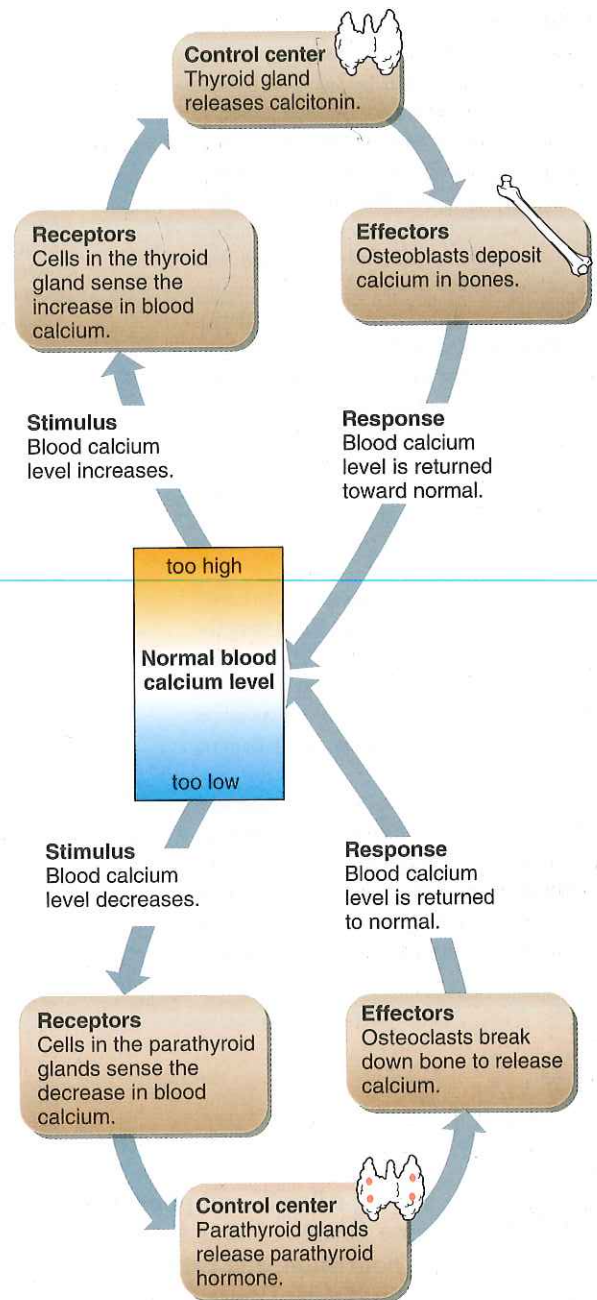 Control center
Thyroid gland
releases calcitonin.
Receptors
Cells in the thyroid
gland sense the
increase in blood
calcium.
Effectors
Osteoblasts deposit
calcium in bones.
Stimulus
Blood calcium
level increases.
Response
Blood calcium
level is returned
toward normal.
too high
Normal blood
calcium level
too low
Stimulus
Blood calcium
level decreases.
Response
Blood calcium
level is returned
to normal.
Receptors
Cells in the parathyroid
glands sense the
decrease in blood
calcium.
Effectors
Osteoclasts break
down bone to release
calcium.
Control center
Parathyroid glands
release parathyroid
hormone.